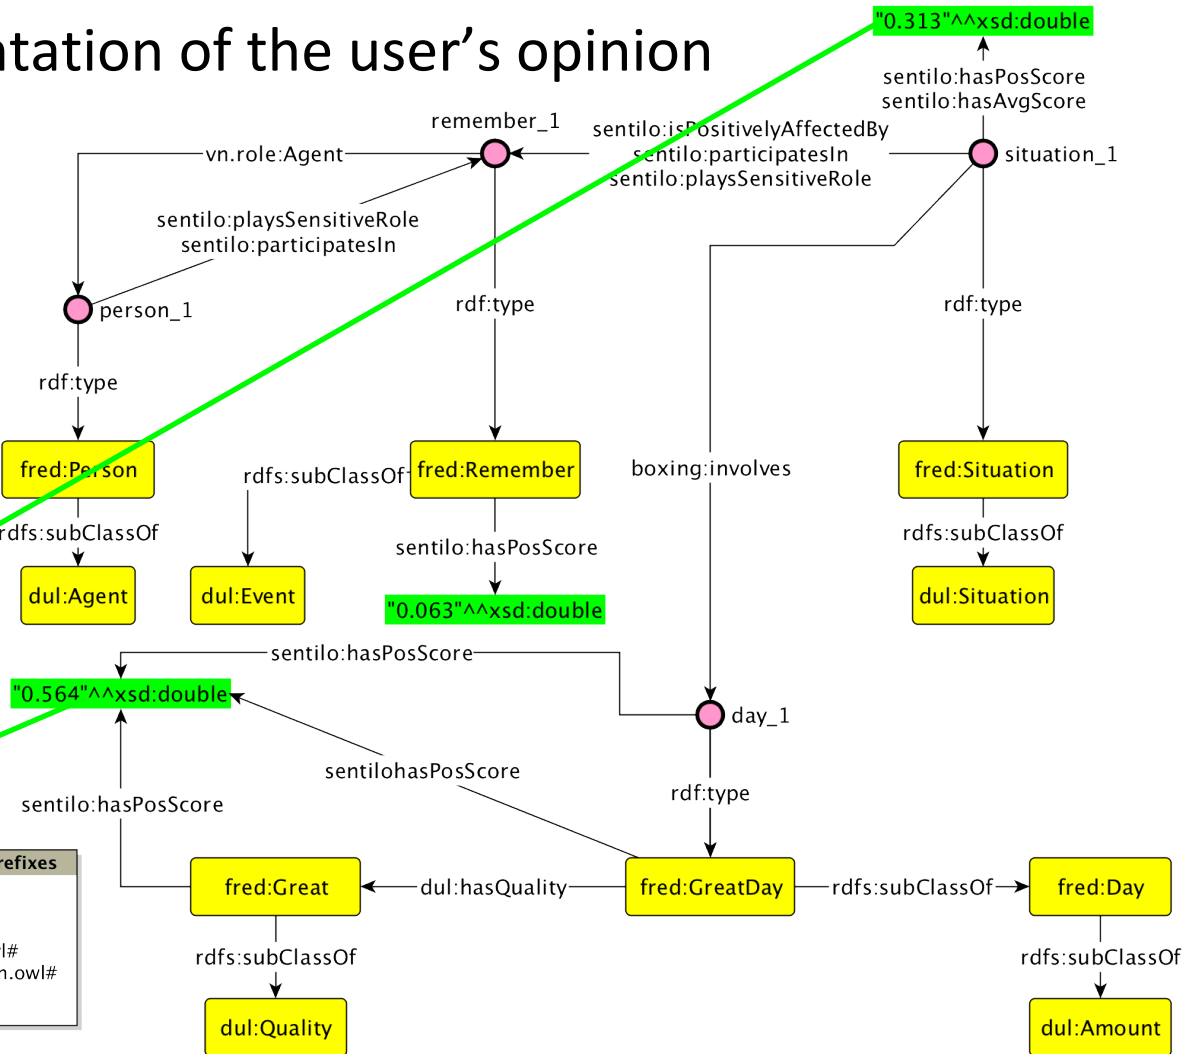 "0.313"^^xsd:double
ntation of the user’s opinion
sentilo:hasPosScore
sentilo:hasAvgScore
remember_1
sentilo:isPositivelyAffectedBy
vn.role:Agent
sentilo:participatesIn
situation_1
sentilo:playsSensitiveRole
sentilo:playsSensitiveRole
sentilo:participatesIn
person_1
rdf:type
rdf:type
rdf:type
fred:Person
rdfs:subClassOf
fred:Remember
boxing:involves
fred:Situation
rdfs:subClassOf
sentilo:hasPosScore
rdfs:subClassOf
dul:Agent
dul:Event
"0.063"^^xsd:double
dul:Situation
sentilo:hasPosScore
"0.564"^^xsd:double
day_1
sentilohasPosScore
sentilo:hasPosScore
rdf:type
refixes
fred:Great
dul:hasQuality
fred:GreatDay
rdfs:subClassOf
fred:Day
vl#
n.owl#
rdfs:subClassOf
rdfs:subClassOf
dul:Quality
dul:Amount